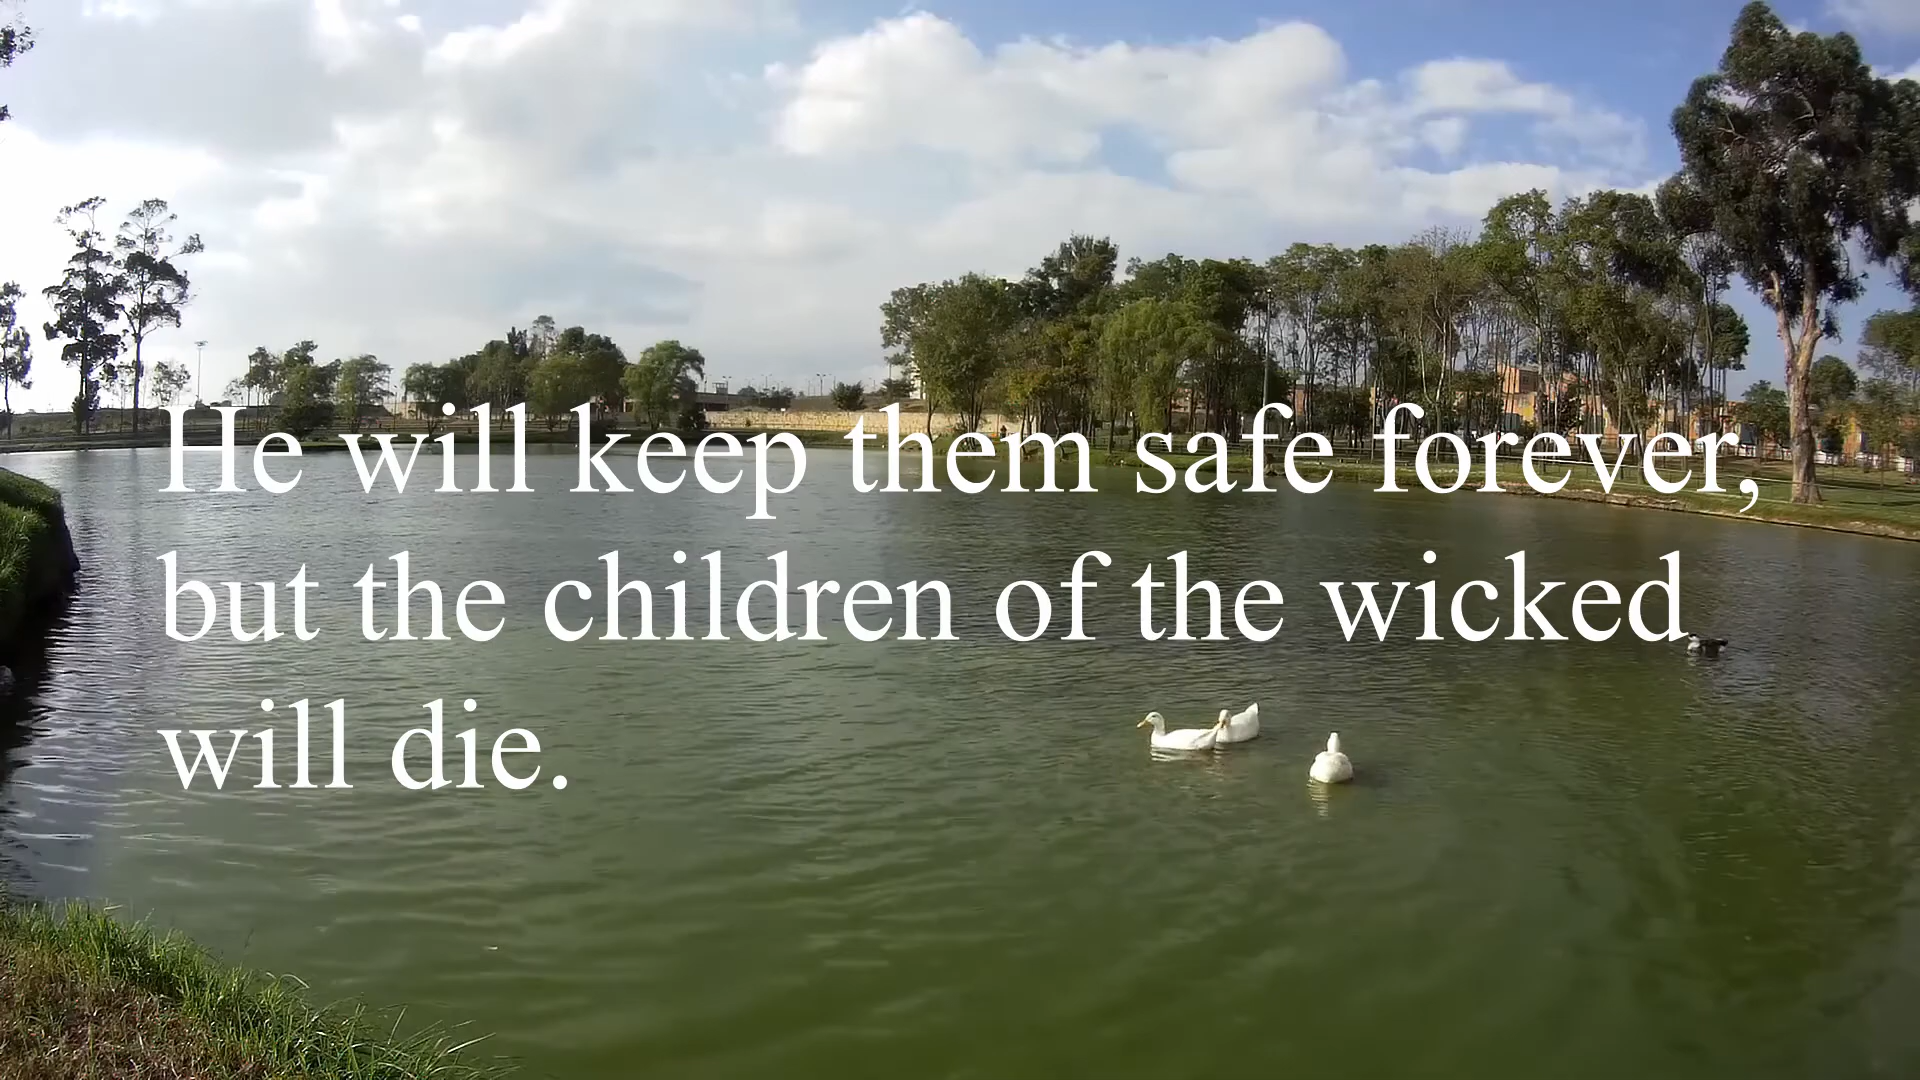 He will keep them safe forever,
but the children of the wicked
will die.